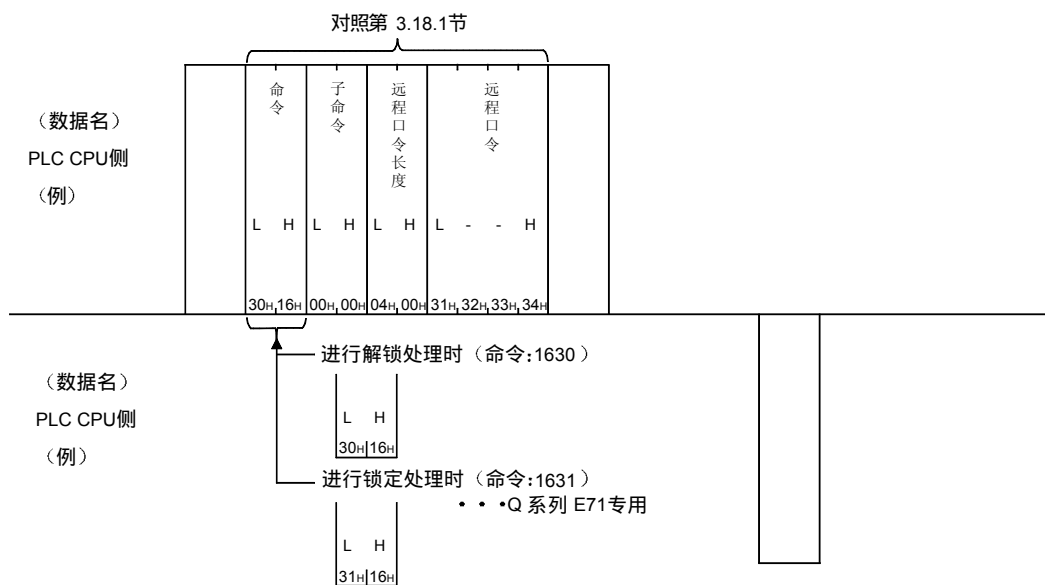 对照第 3.18.1节
命令
子命令
远程口令长度
远程口令
（数据名）
PLC CPU侧
（例）
L H L H L H L - - H
30H 16H 00H 00H 04H 00H 31H 32H 33H 34H
进行解锁处理时（命令:1630）
（数据名）
PLC CPU侧
（例）
L H
30H 16H
进行锁定处理时（命令:1631）
・・・Q 系列 E71专用
L H
31H 16H